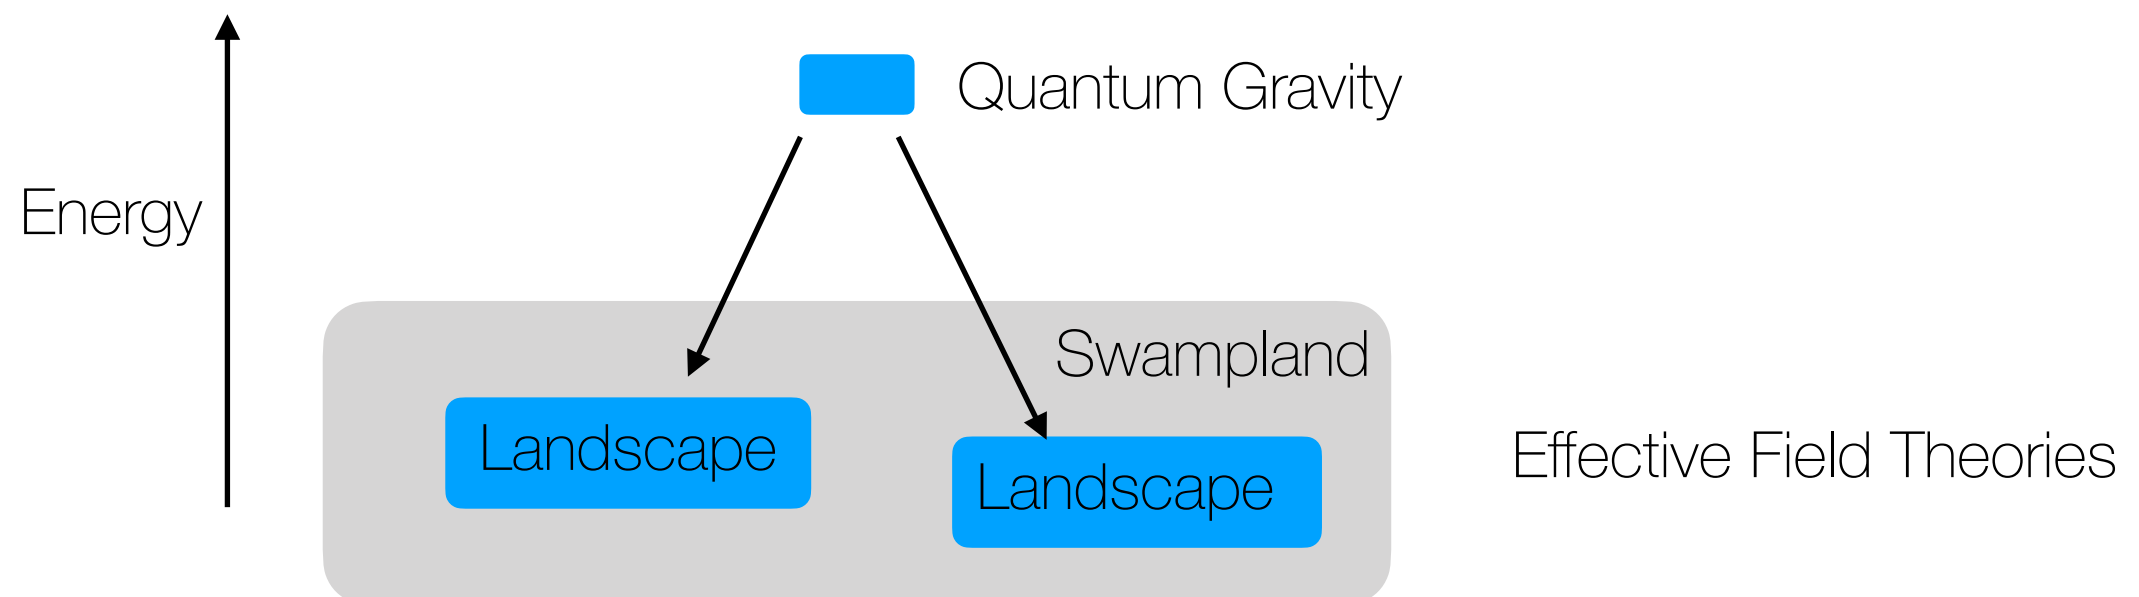 Quantum Gravity
Energy
Swampland
Landscape
Landscape
Effective Field Theories